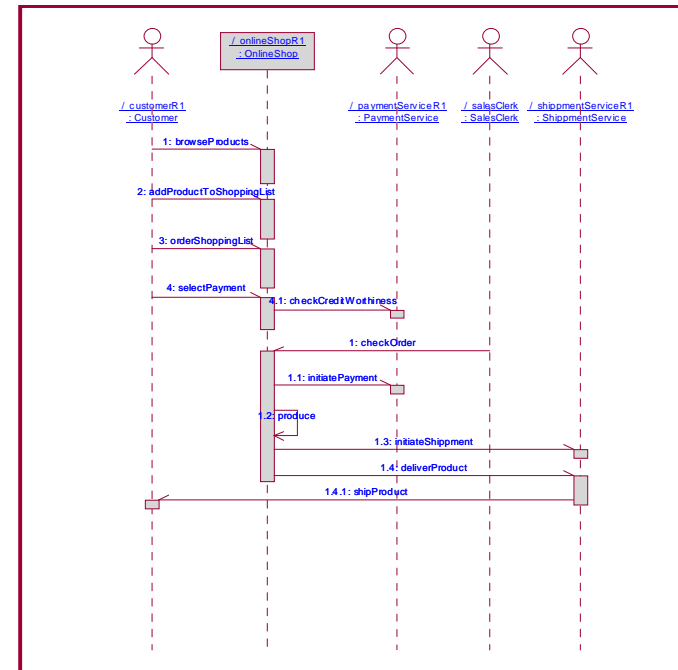 / onlineShopR1
: OnlineShop
/ customerR1
: Customer
/ paymentServiceR1
: PaymentService
/ salesClerk
: SalesClerk
/ shippmentServiceR1
: ShippmentService
1: browseProducts
2: addProductToShoppingList
3: orderShoppingList
4: selectPayment
4.1: checkCreditWorthiness
1: checkOrder
1.1: initiatePayment
1.2: produce
1.3: initiateShippment
1.4: deliverProduct
1.4.1: shipProduct